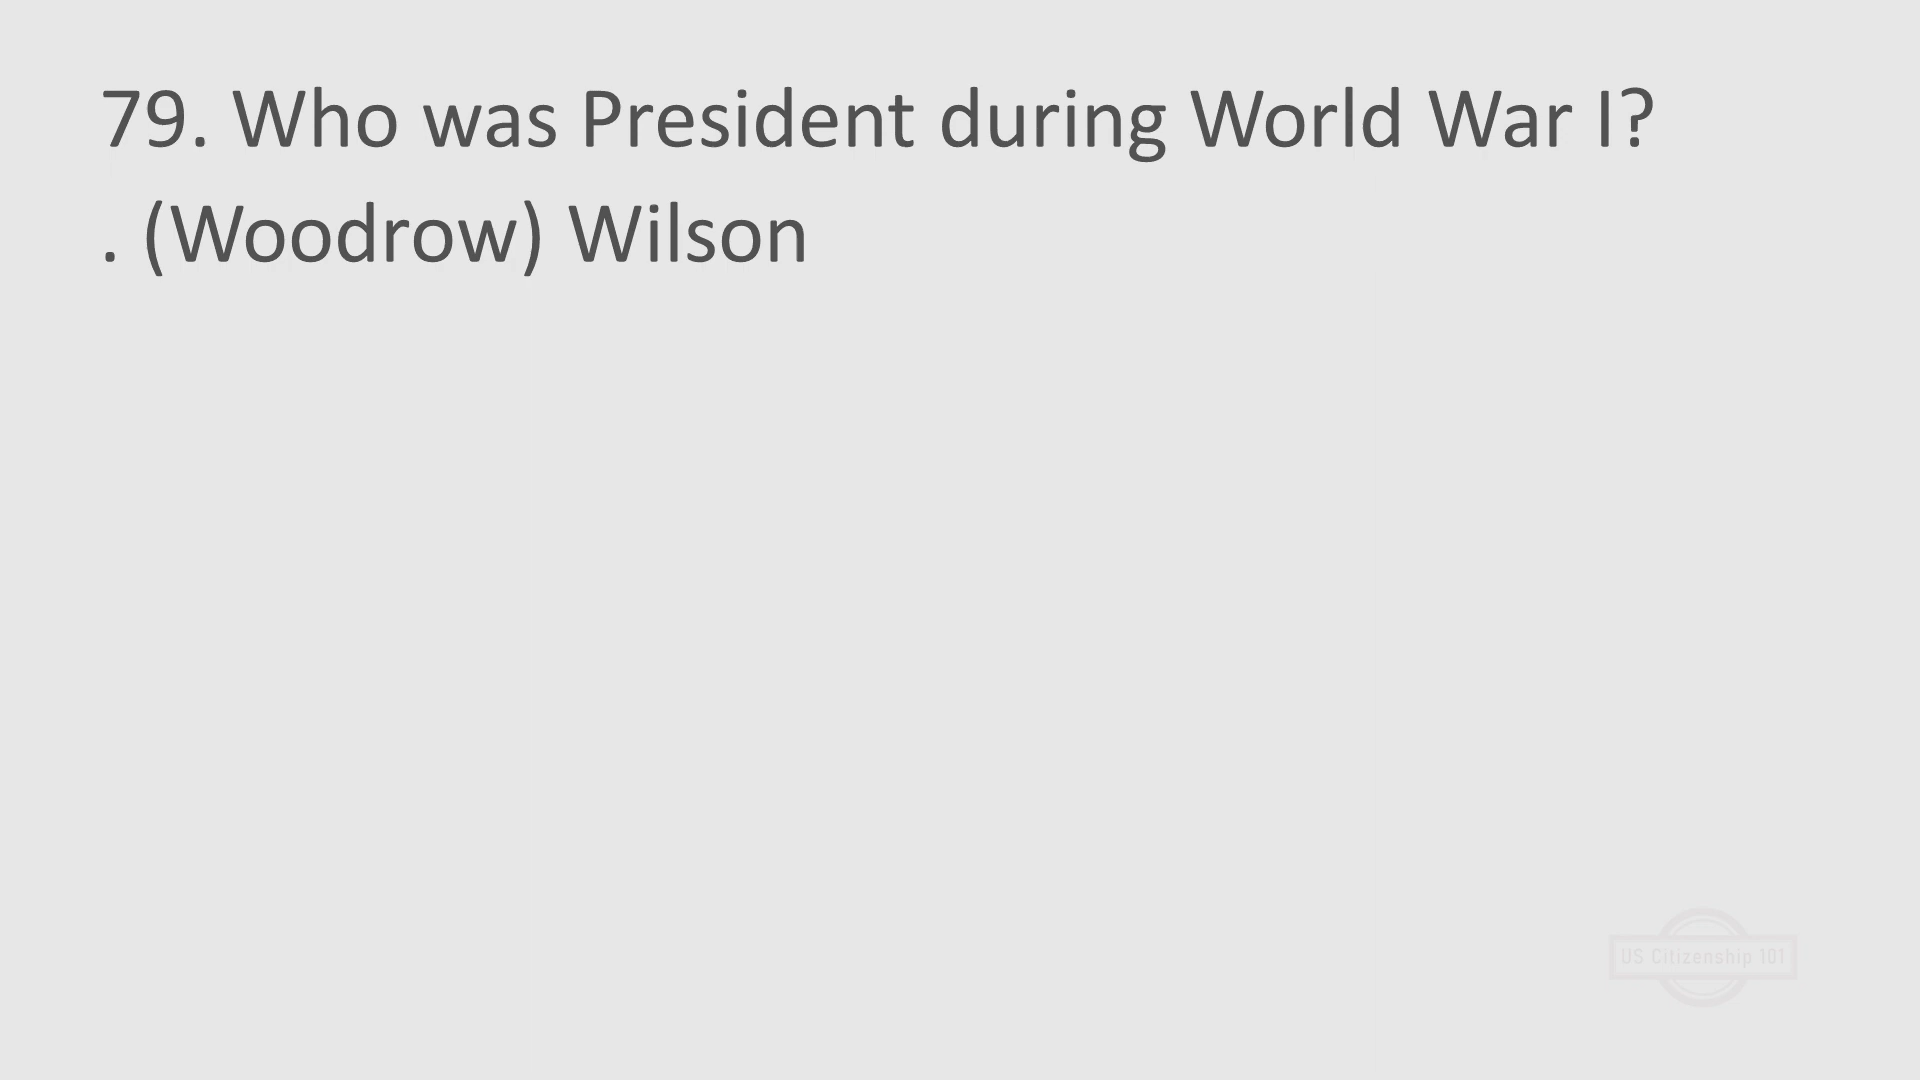 79. Who was President during World War I?
. (Woodrow) Wilson
US Citizenship 101